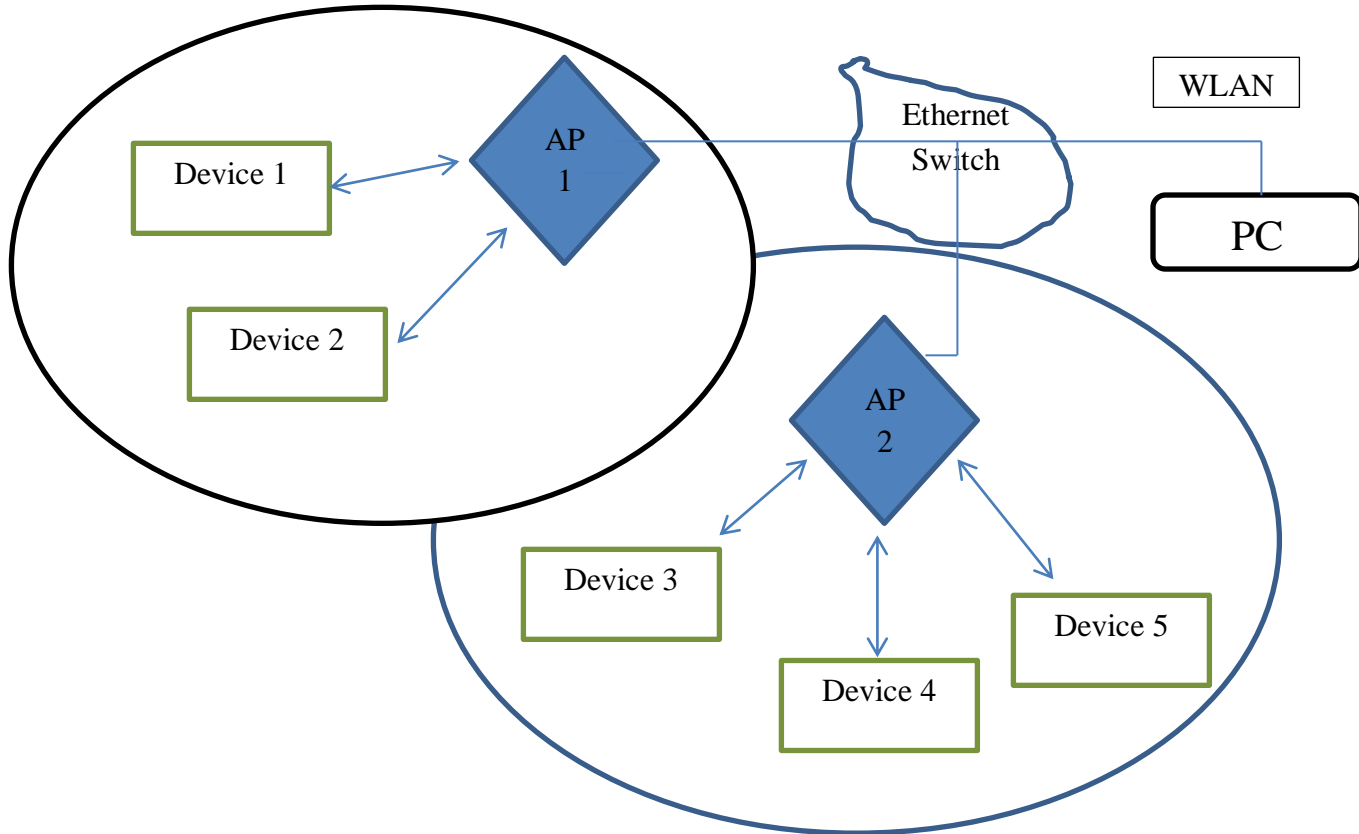 Device 1
AP
1
Device 2
Ethernet
Switch
WLAN
PC
AP
2
Device 3
Device 4
Device 5